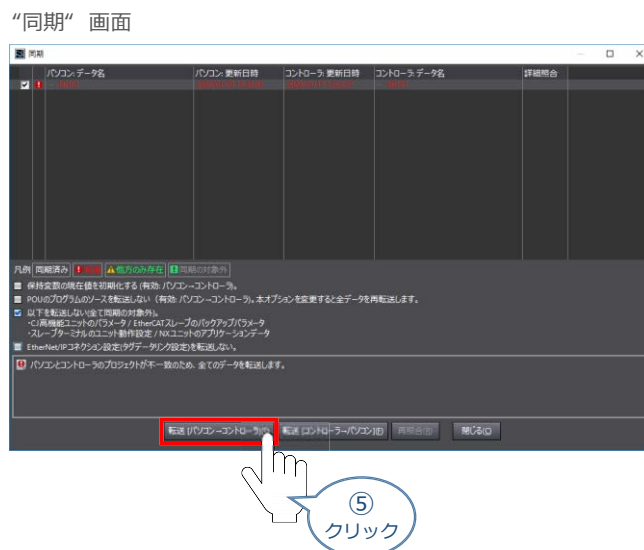 “同期“ 画面
同期
パソコン: データ名 パソコン: 更新日時 コントローラ: 更新日時 コントローラ: データ名 詳細照合
凡例 同期済み 他方のみ存在 同期の対象外
保持変数の現在値を初期化する (有効: パソコン→コントローラ)。
POUのプログラムのソースを転送しない (有効: パソコン→コントローラ)。本オプションを変更すると全データを再転送します。
以下を転送しない(全て同期の対象外)。
・CJ高機能ユニットのパラメータ / EtherCATスレーブのバックアップパラメータ
・スレーブターミナルのユニット動作設定 / NXユニットのアプリケーションデータ
EtherNet/IPコネクション設定(タグデータリンク設定)を転送しない。
パソコンとコントローラのプロジェクトが不一致のため、全てのデータを転送します。
転送 (パソコン→コントローラ) 転送 (コントローラ→パソコン)(F) 再照合(R) 閉じる(C)
⑤
クリック